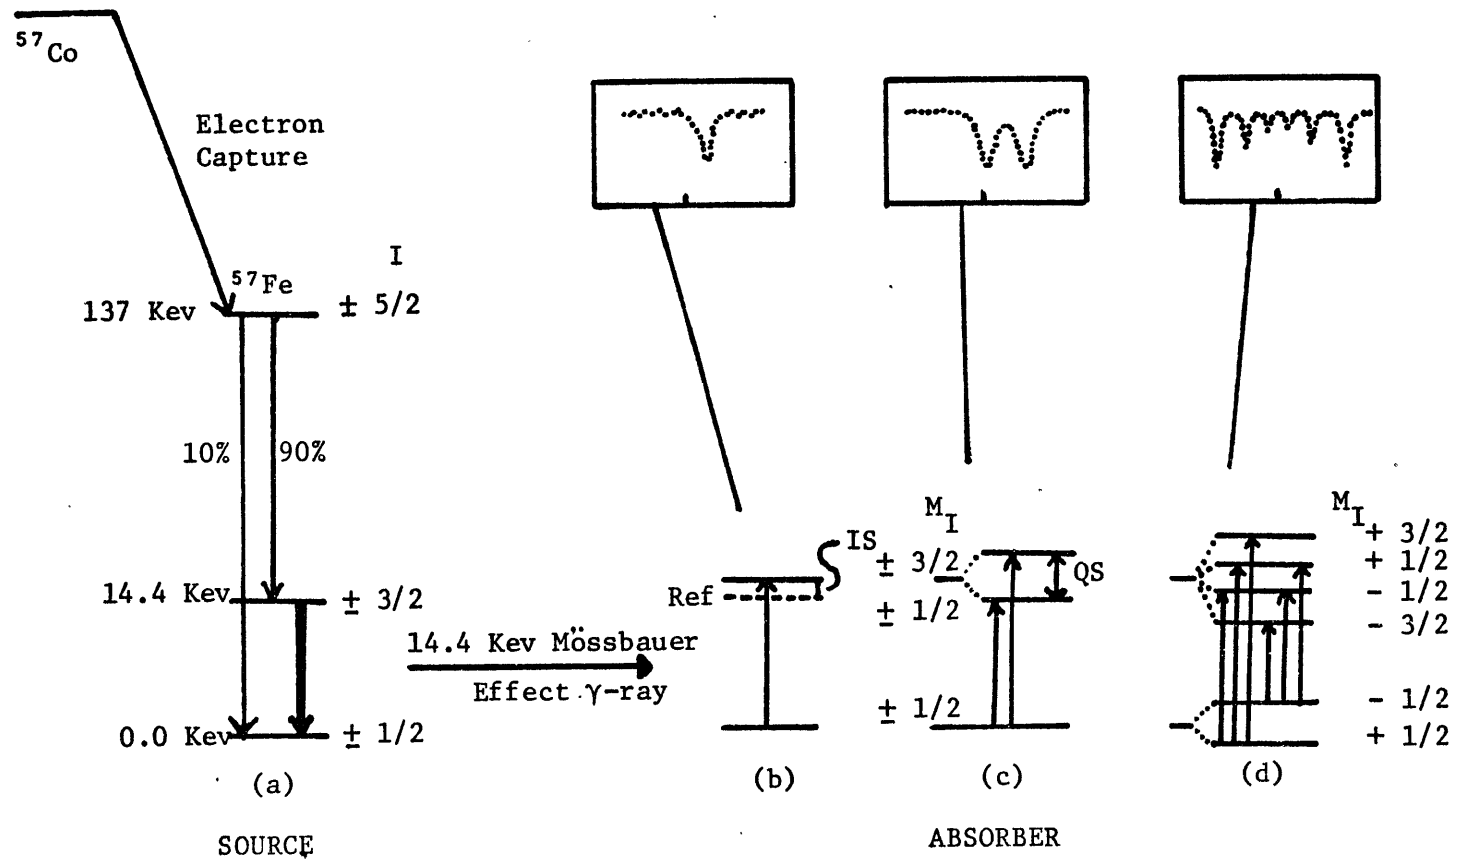 ⁵⁷Co
Electron
Capture
I
⁵⁷Fe
137 Kev
± 5/2
10%
90%
14.4 Kev
± 3/2
0.0 Kev
± 1/2
(a)
SOURCE
14.4 Kev Mössbauer
Effect γ-ray
IS
Ref
(b)
M_I
± 3/2
QS
± 1/2
± 1/2
(c)
ABSORBER
M_I
+ 3/2
+ 1/2
- 1/2
- 3/2
- 1/2
+ 1/2
(d)